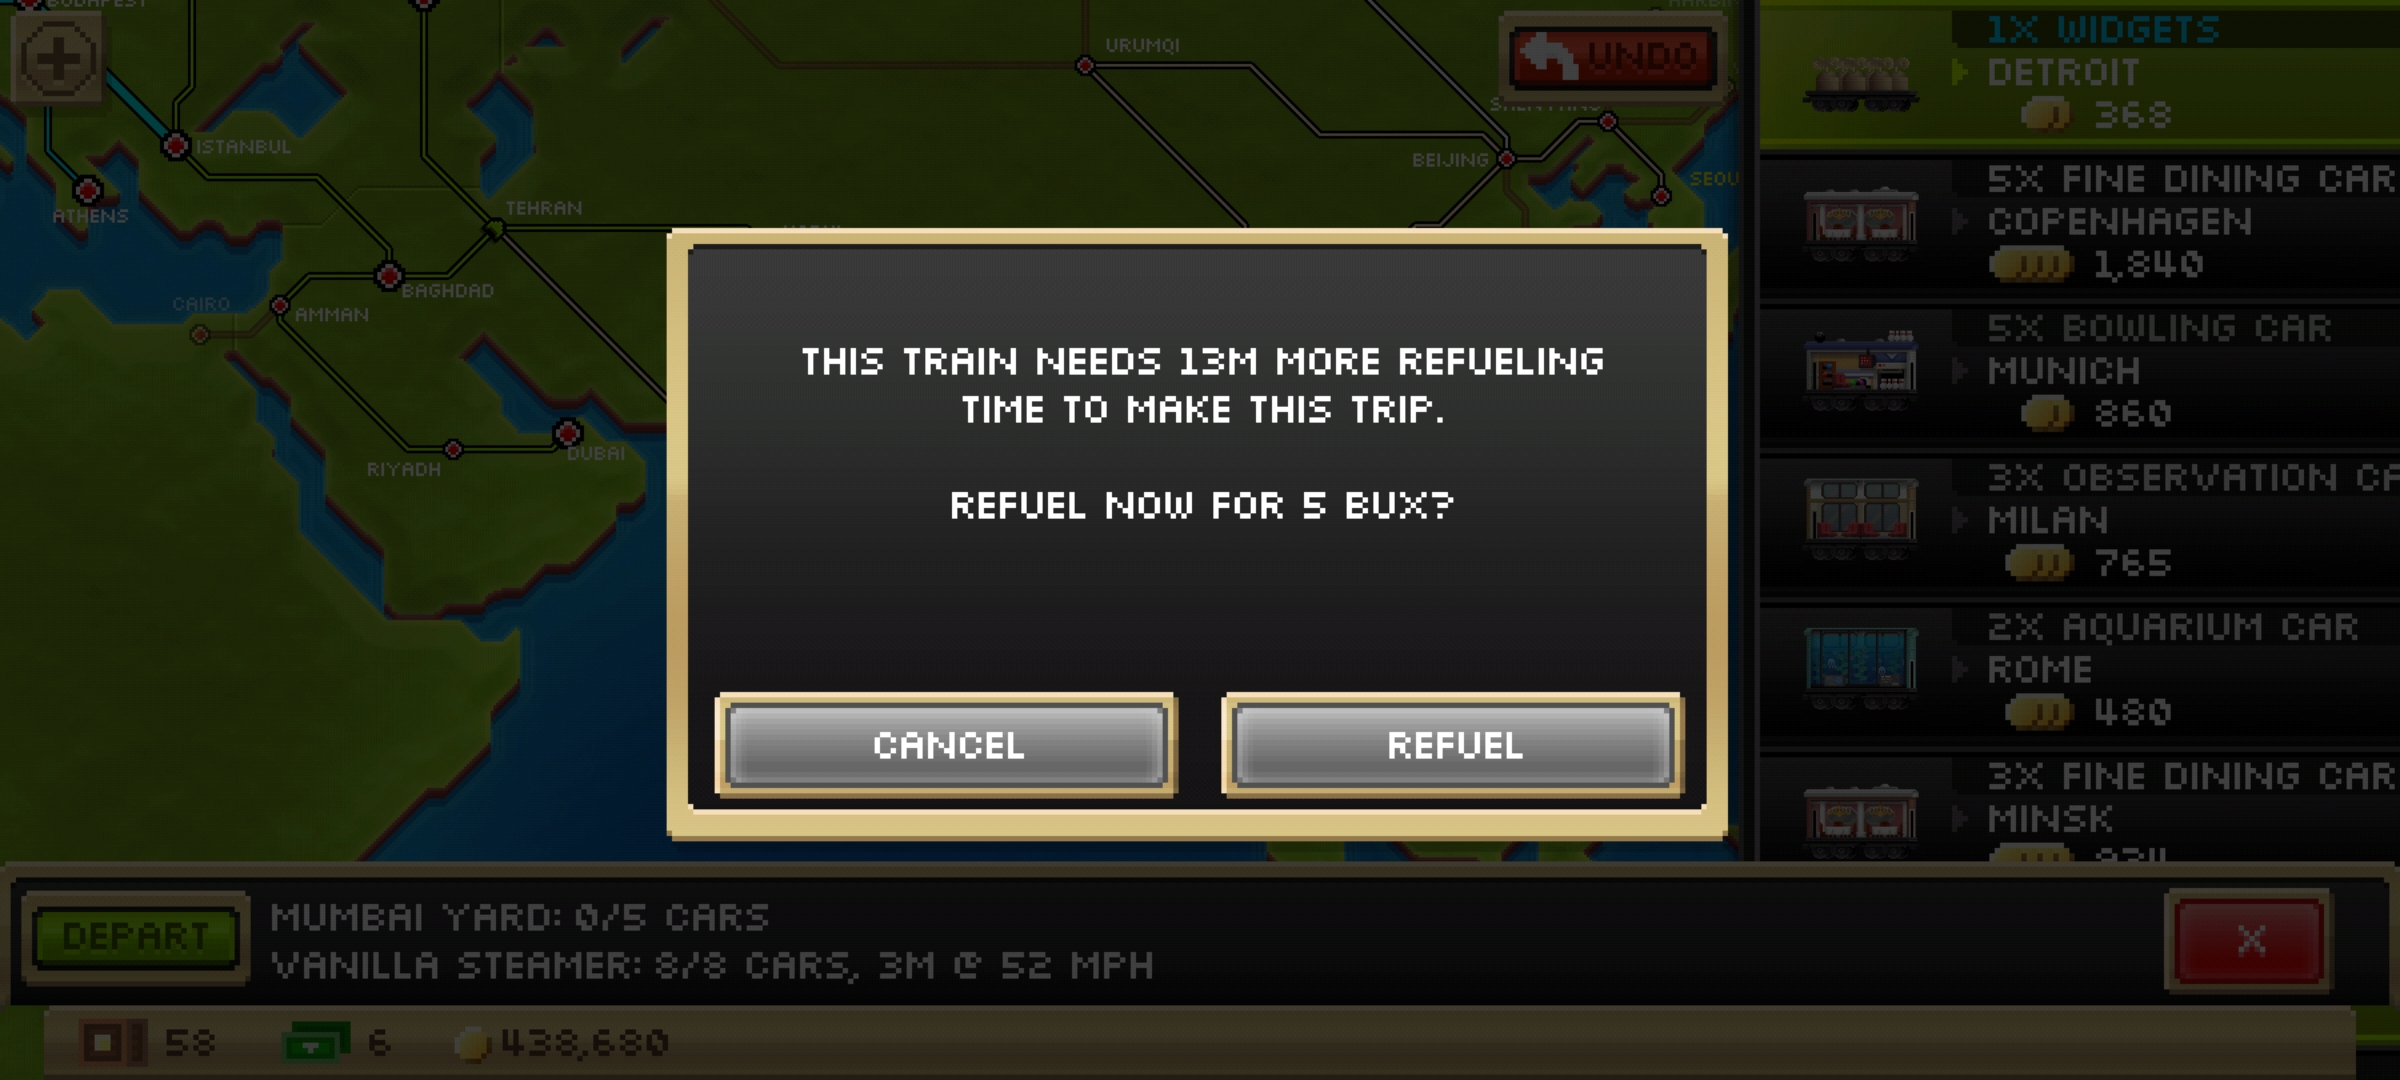 BUDAPEST
HARBIN
URUMQI
UNDO
SHENYANG
ISTANBUL
BEIJING
SEOU
TEHRAN
ATHENS
BAGHDAD
CAIRO
AMMAN
RIYADH
DUBAI
THIS TRAIN NEEDS 13M MORE REFUELING
TIME TO MAKE THIS TRIP.
REFUEL NOW FOR 5 BUX?
CANCEL
REFUEL
1X WIDGETS
DETROIT
368
5X FINE DINING CAR
COPENHAGEN
1,840
5X BOWLING CAR
MUNICH
860
3X OBSERVATION CA
MILAN
765
2X AQUARIUM CAR
ROME
480
3X FINE DINING CAR
MINSK
DEPART
MUMBAI YARD: 0/5 CARS
VANILLA STEAMER: 8/8 CARS, 3M @ 52 MPH
X
58
6
438,680